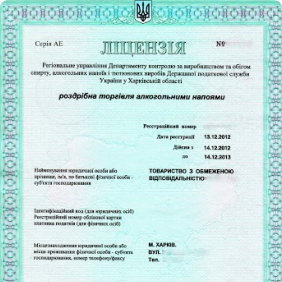 ЛІЦЕНЗІЯ
Серія АЕ №
Регіональне управління Департаменту контролю за виробництвом та обігом
спирту, алкогольних напоїв і тютюнових виробів Державної податкової служби
України у Харківській області
роздрібна торгівля алкогольними напоями
Реєстраційний номер
Дата реєстрації 13.12.2012
Дійсна з 14.12.2012
по 14.12.2013
Найменування юридичної особи або
прізвище, ім'я, по батькові фізичної особи -
суб'єкта господарювання
ТОВАРИСТВО З ОБМЕЖЕНОЮ
ВІДПОВІДАЛЬНІСТЮ
Ідентифікаційний код (для юридичних осіб)
Реєстраційний номер облікової картки
платника податків (для фізичних осіб)
Місцезнаходження юридичної особи або
місце проживання фізичної особи - суб'єкта
господарювання, номер телефону/факсу
М. ХАРКІВ,
ВУЛ.
Тел.